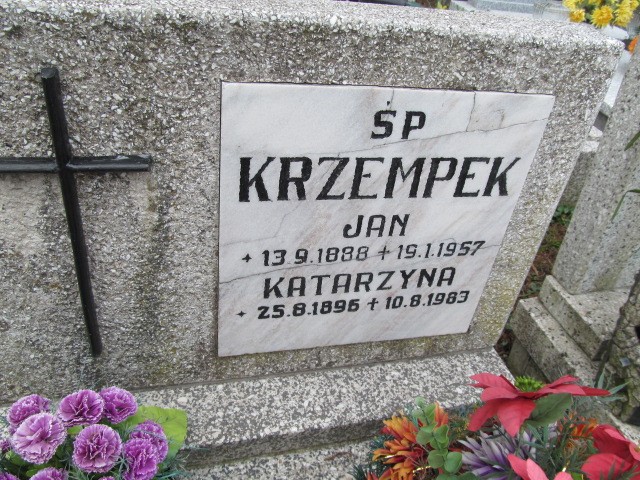 ŚP
KRZEMPEK
JAN
+ 13.9.1888 + 19.1.1957
KATARZYNA
+ 25.8.1896 + 10.8.1983